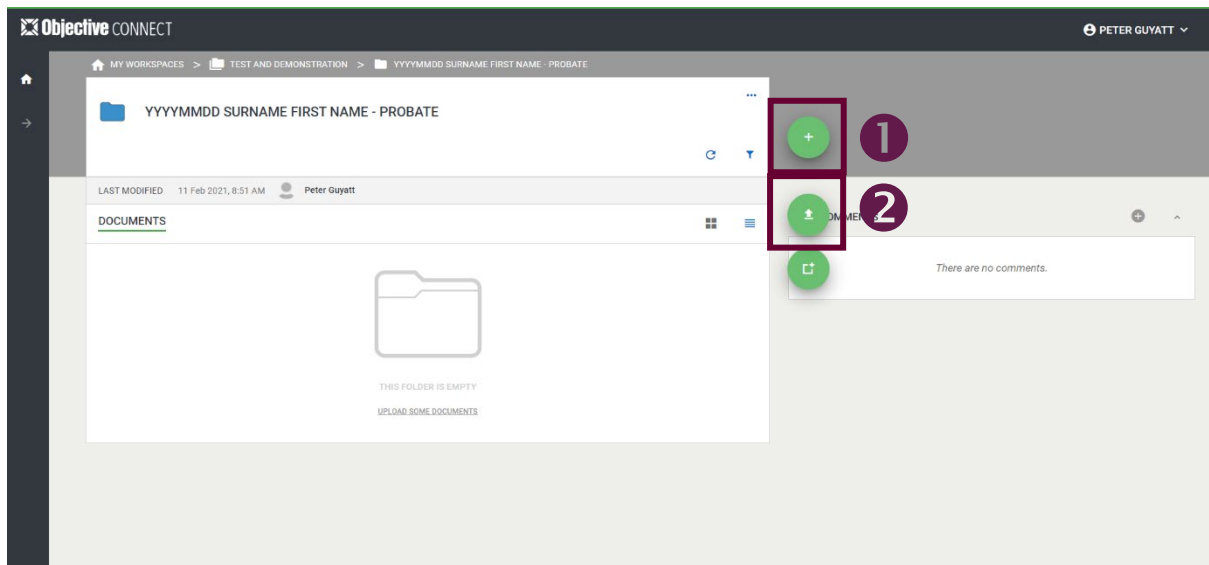 Objective CONNECT
PETER GUYATT
MY WORKSPACES > TEST AND DEMONSTRATION > YYYYMMDD SURNAME FIRST NAME - PROBATE
YYYYMMDD SURNAME FIRST NAME - PROBATE
1
LAST MODIFIED 11 Feb 2021, 8:51 AM Peter Guyatt
2
DOCUMENTS
There are no comments.
THIS FOLDER IS EMPTY
UPLOAD SOME DOCUMENTS